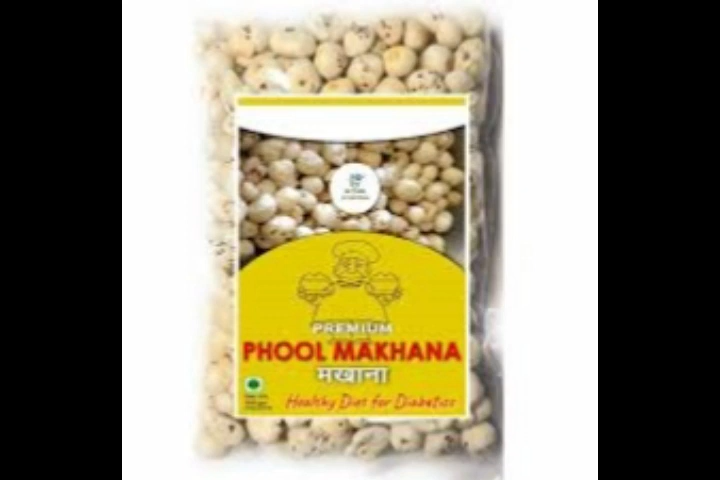 PREMIUM
PHOOL MAKHANA
मखाना
Healthy Diet for Diabetics